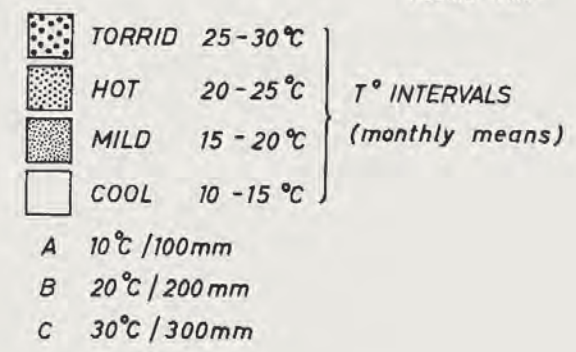 TORRID 25-30°C
HOT 20-25°C
MILD 15-20°C
COOL 10-15°C
T° INTERVALS
(monthly means)
A 10°C/100mm
B 20°C/200mm
C 30°C/300mm